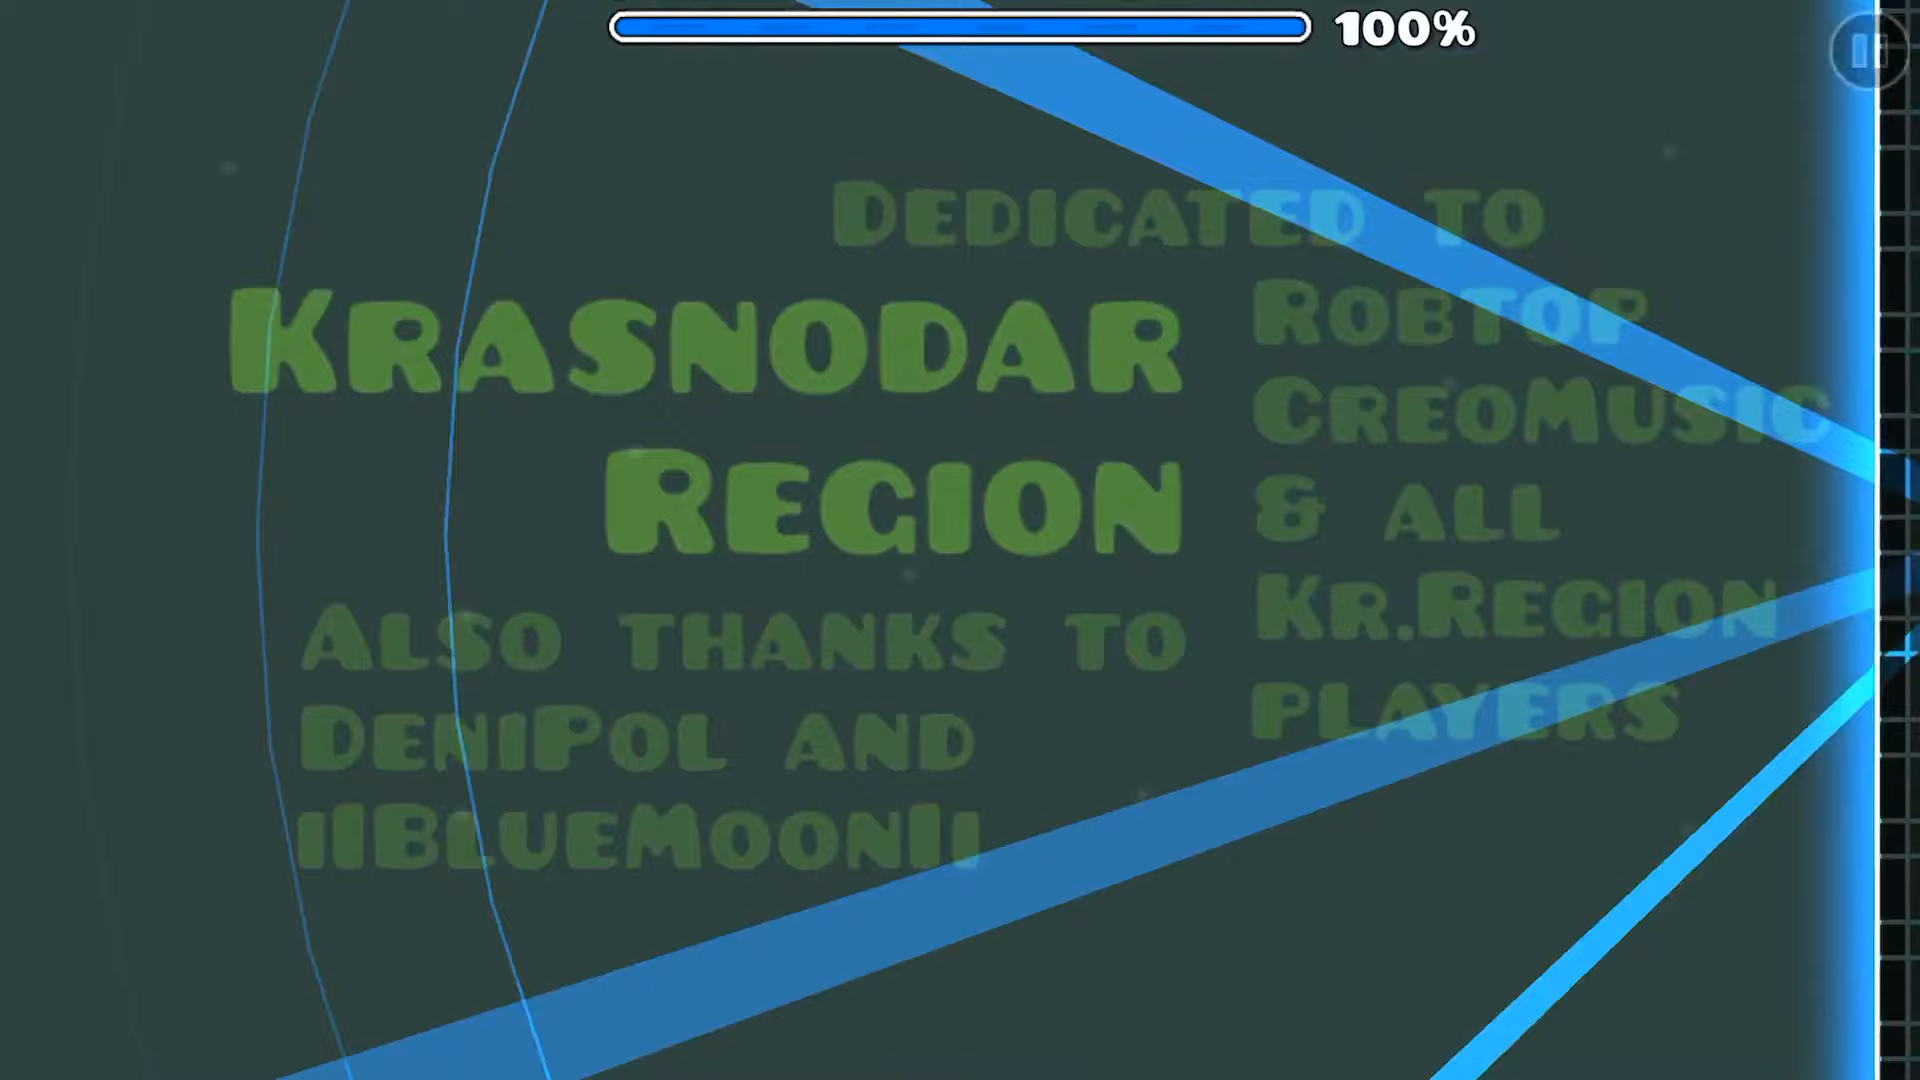 100%
Dedicated to
Robtop
CreoMusic
& all
Kr.Region
players
Krasnodar
Region
Also thanks to
DeniPol and
iIBlueMoonIi